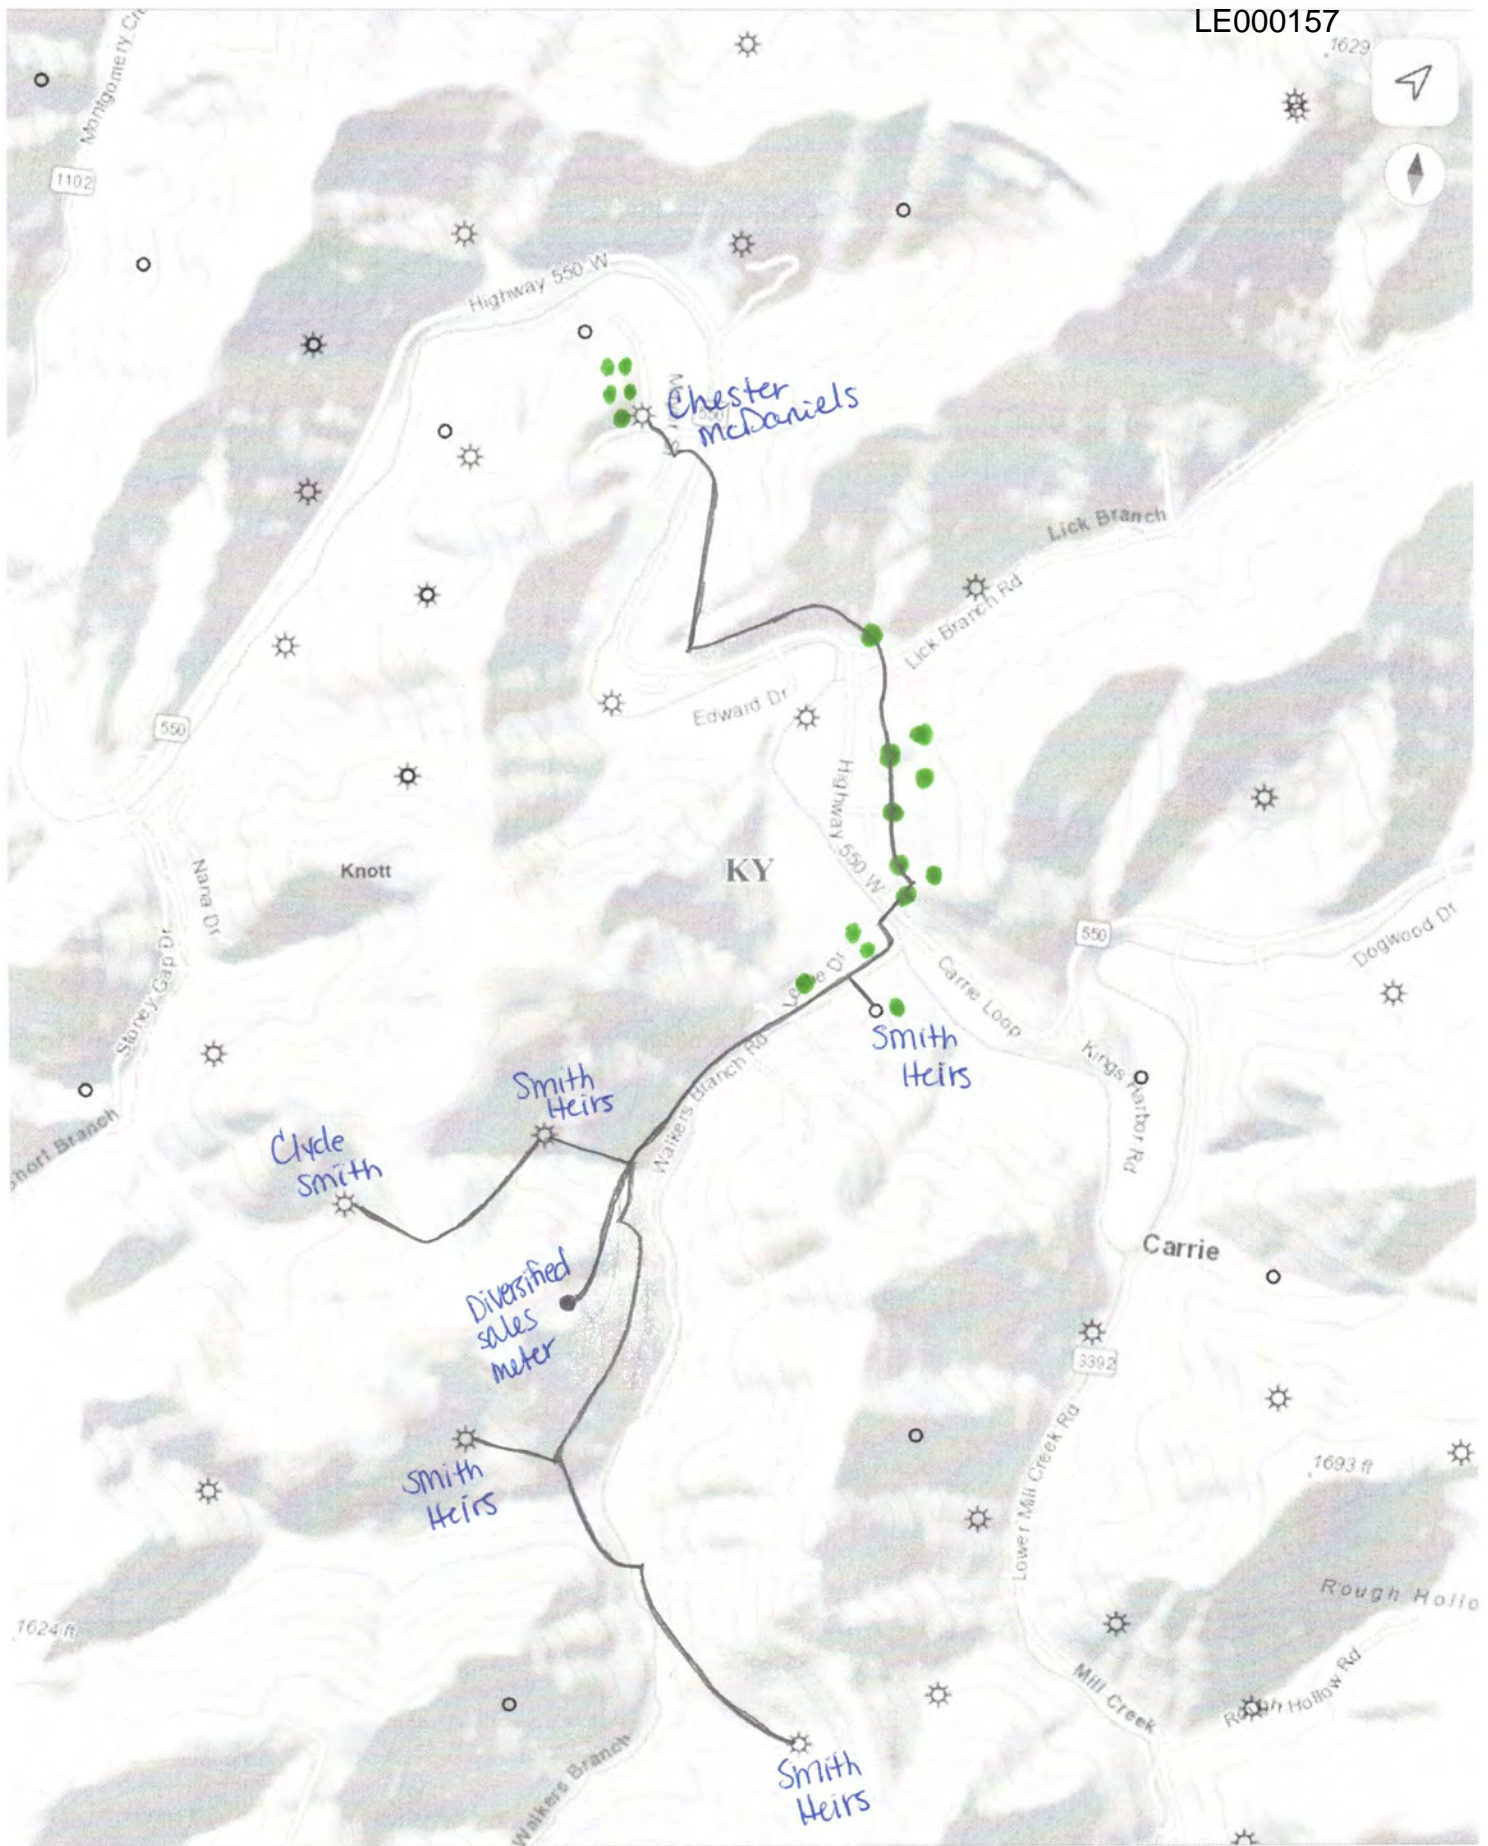 LE000157
1629
Montgomery Cr
1102
Highway 550 W
Chester
McDaniels
550
Lick Branch
Lick Branch Rd
Edward Dr
550
Highway 550 W
KY
Knott
Nana Dr
550
Dogwood Dr
Stoney Gap Dr
Carrie Loop
Smith
Heirs
Kings Harbor Rd
Smith
Heirs
Walkers Branch Rd
Short Branch
Clyde
Smith
Carrie
Diversified
sales
meter
3392
Lower Mill Creek Rd
1693 ft
Smith
Heirs
Rough Hollo
1624 ft
Mill Creek
Rough Hollow Rd
Walkers Branch
Smith
Heirs